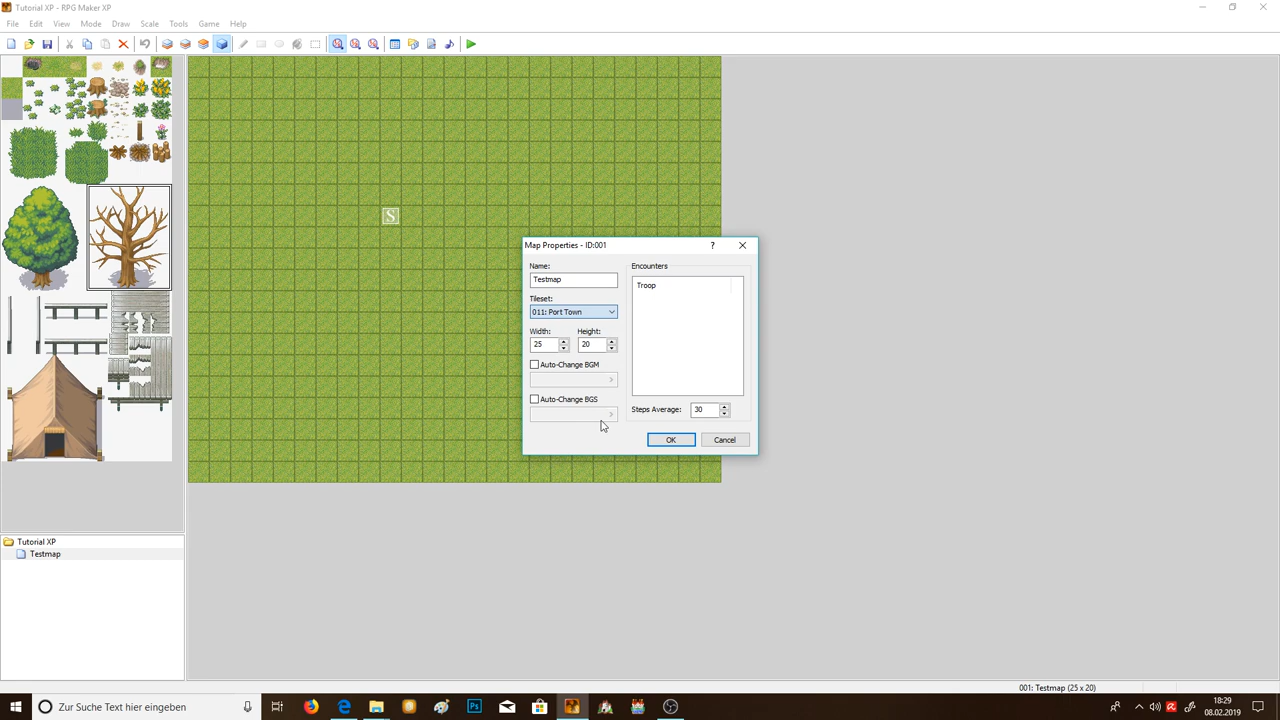 Tutorial XP - RPG Maker XP
File Edit View Mode Draw Scale Tools Game Help
S
Map Properties - ID:001
Name:
Encounters
Testmap
Troop
Tileset:
011: Port Town
Width:
Height:
25
20
Auto-Change BGM
Auto-Change BGS
Steps Average:
30
OK
Cancel
Tutorial XP
Testmap
001: Testmap (25 x 20)
Zur Suche Text hier eingeben
Ps
18:29
08.02.2019